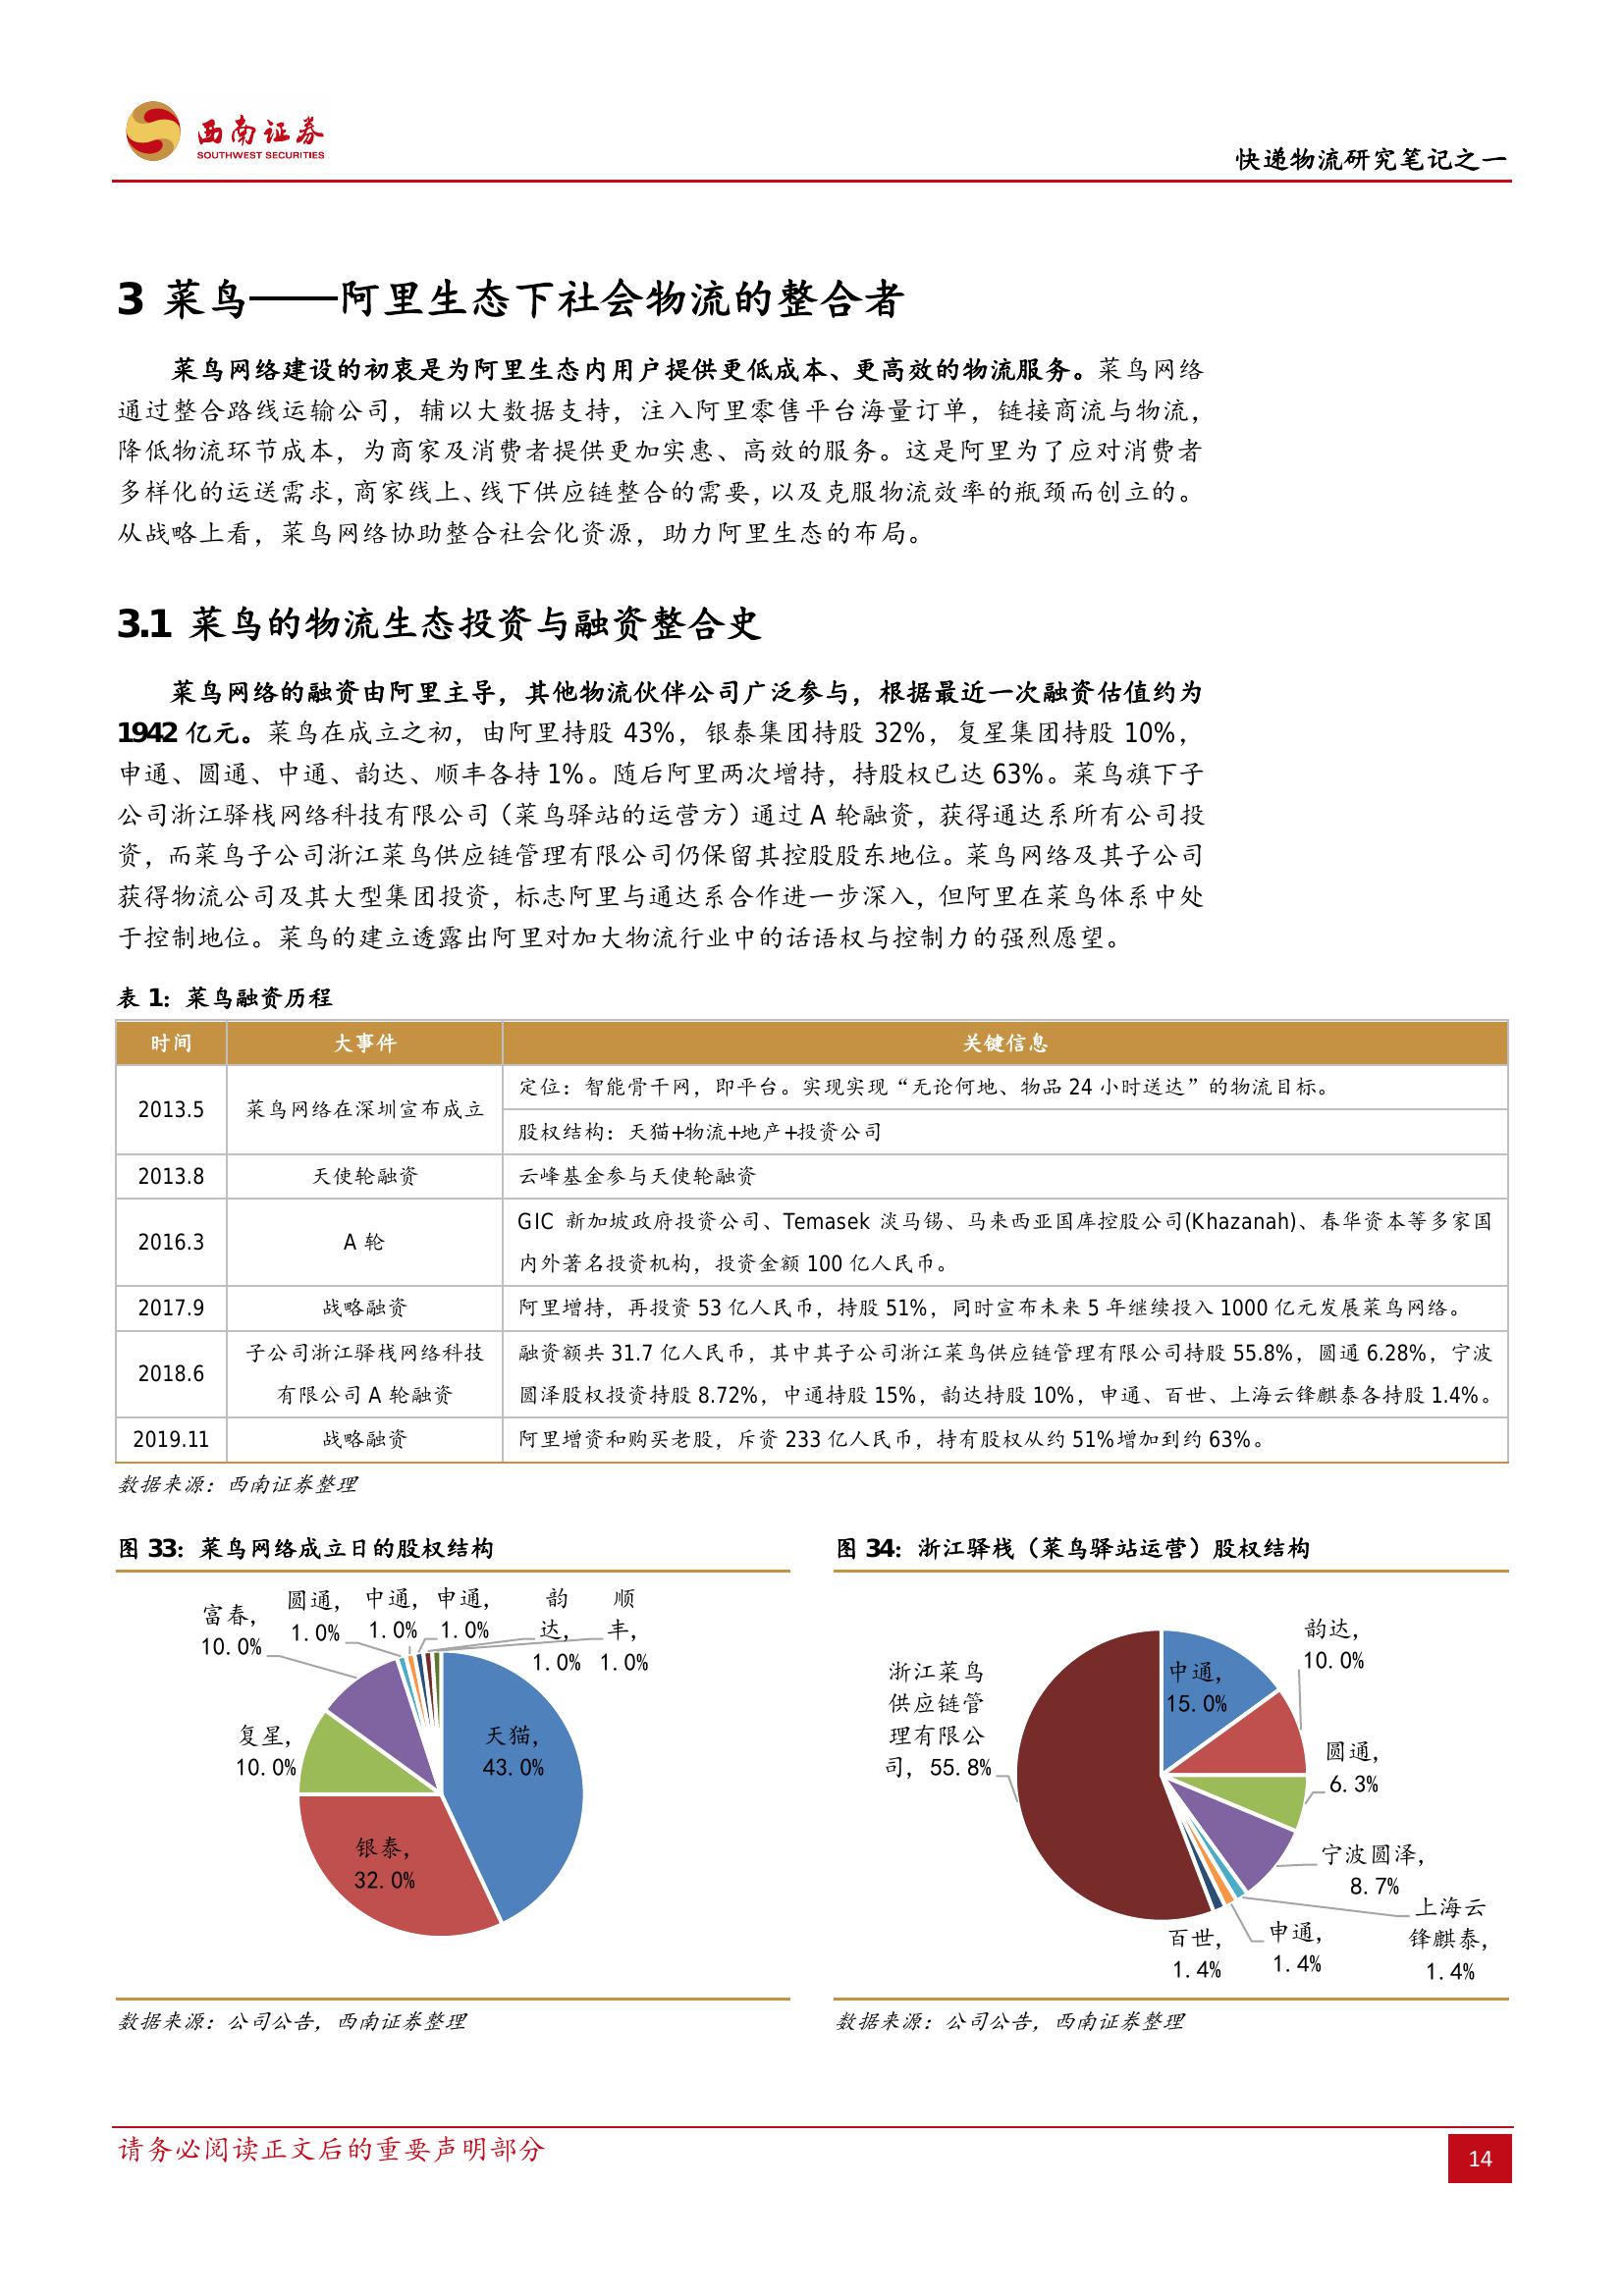 西南证券
SOUTHWEST SECURITIES
快递物流研究笔记之一
3 菜鸟——阿里生态下社会物流的整合者
菜鸟网络建设的初衷是为阿里生态内用户提供更低成本、更高效的物流服务。菜鸟网络
通过整合路线运输公司，辅以大数据支持，注入阿里零售平台海量订单，链接商流与物流，
降低物流环节成本，为商家及消费者提供更加实惠、高效的服务。这是阿里为了应对消费者
多样化的运送需求，商家线上、线下供应链整合的需要，以及克服物流效率的瓶颈而创立的。
从战略上看，菜鸟网络协助整合社会化资源，助力阿里生态的布局。
3.1 菜鸟的物流生态投资与融资整合史
菜鸟网络的融资由阿里主导，其他物流伙伴公司广泛参与，根据最近一次融资估值约为
1942 亿元。菜鸟在成立之初，由阿里持股 43%，银泰集团持股 32%，复星集团持股 10%，
申通、圆通、中通、韵达、顺丰各持 1%。随后阿里两次增持，持股权已达 63%。菜鸟旗下子
公司浙江驿栈网络科技有限公司（菜鸟驿站的运营方）通过 A 轮融资，获得通达系所有公司投
资，而菜鸟子公司浙江菜鸟供应链管理有限公司仍保留其控股股东地位。菜鸟网络及其子公司
获得物流公司及其大型集团投资，标志阿里与通达系合作进一步深入，但阿里在菜鸟体系中处
于控制地位。菜鸟的建立透露出阿里对加大物流行业中的话语权与控制力的强烈愿望。
表 1：菜鸟融资历程
时间 大事件 关键信息
2013.5 菜鸟网络在深圳宣布成立 定位：智能骨干网，即平台。实现实现“无论何地、物品 24 小时送达”的物流目标。
股权结构：天猫+物流+地产+投资公司
2013.8 天使轮融资 云峰基金参与天使轮融资
2016.3 A 轮 GIC 新加坡政府投资公司、Temasek 淡马锡、马来西亚国库控股公司(Khazanah)、春华资本等多家国
内外著名投资机构，投资金额 100 亿人民币。
2017.9 战略融资 阿里增持，再投资 53 亿人民币，持股 51%，同时宣布未来 5 年继续投入 1000 亿元发展菜鸟网络。
2018.6 子公司浙江驿栈网络科技 融资额共 31.7 亿人民币，其中其子公司浙江菜鸟供应链管理有限公司持股 55.8%，圆通 6.28%，宁波
有限公司 A 轮融资 圆泽股权投资持股 8.72%，中通持股 15%，韵达持股 10%，申通、百世、上海云锋麒泰各持股 1.4%。
2019.11 战略融资 阿里增资和购买老股，斥资 233 亿人民币，持有股权从约 51%增加到约 63%。
数据来源：西南证券整理
图 33：菜鸟网络成立日的股权结构
富春，
10.0%
圆通，
1.0%
中通，
1.0%
申通，
1.0%
韵
达，
1.0%
顺
丰，
1.0%
复星，
10.0%
天猫，
43.0%
银泰，
32.0%
数据来源：公司公告，西南证券整理
图 34：浙江驿栈（菜鸟驿站运营）股权结构
浙江菜鸟
供应链管
理有限公
司，55.8%
中通，
15.0%
韵达，
10.0%
圆通，
6.3%
宁波圆泽，
8.7%
上海云
锋麒泰，
1.4%
申通，
1.4%
百世，
1.4%
数据来源：公司公告，西南证券整理
请务必阅读正文后的重要声明部分
14